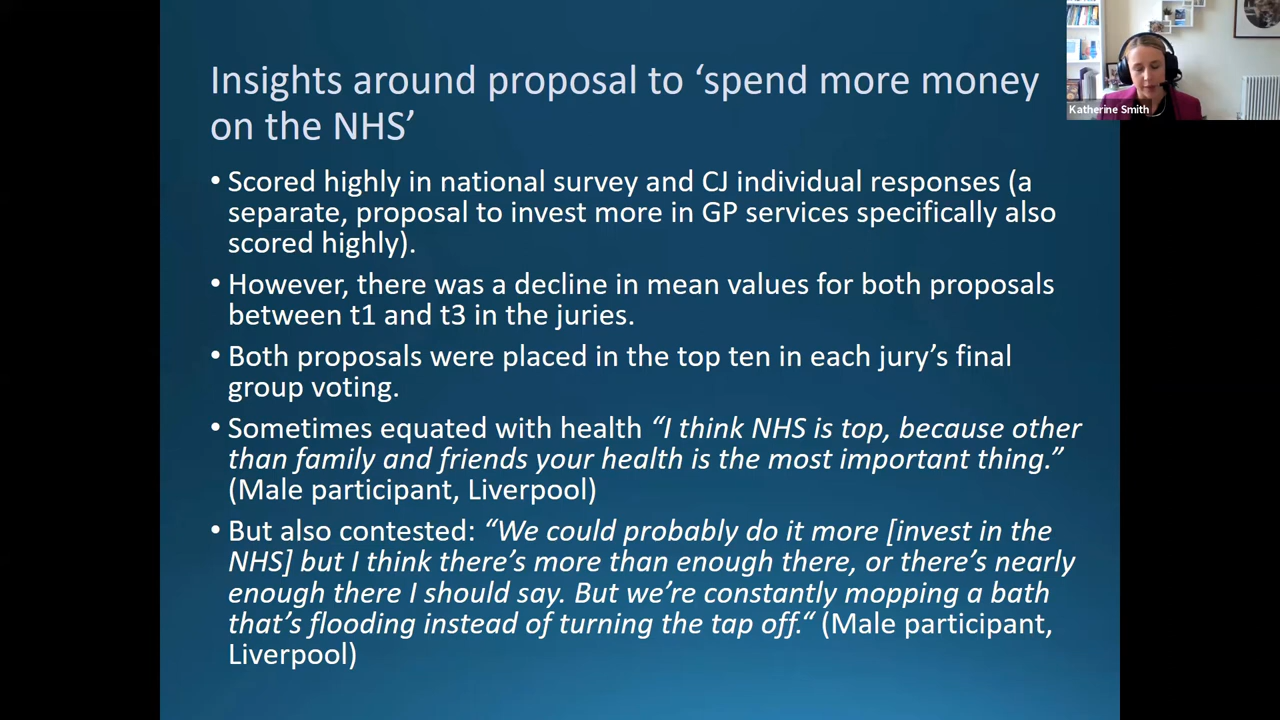 Insights around proposal to ‘spend more money
on the NHS’
• Scored highly in national survey and CJ individual responses (a
separate, proposal to invest more in GP services specifically also
scored highly).
• However, there was a decline in mean values for both proposals
between t1 and t3 in the juries.
• Both proposals were placed in the top ten in each jury’s final
group voting.
• Sometimes equated with health “I think NHS is top, because other
than family and friends your health is the most important thing.”
(Male participant, Liverpool)
• But also contested: “We could probably do it more [invest in the
NHS] but I think there’s more than enough there, or there’s nearly
enough there I should say. But we’re constantly mopping a bath
that’s flooding instead of turning the tap off.“ (Male participant,
Liverpool)
Katherine Smith